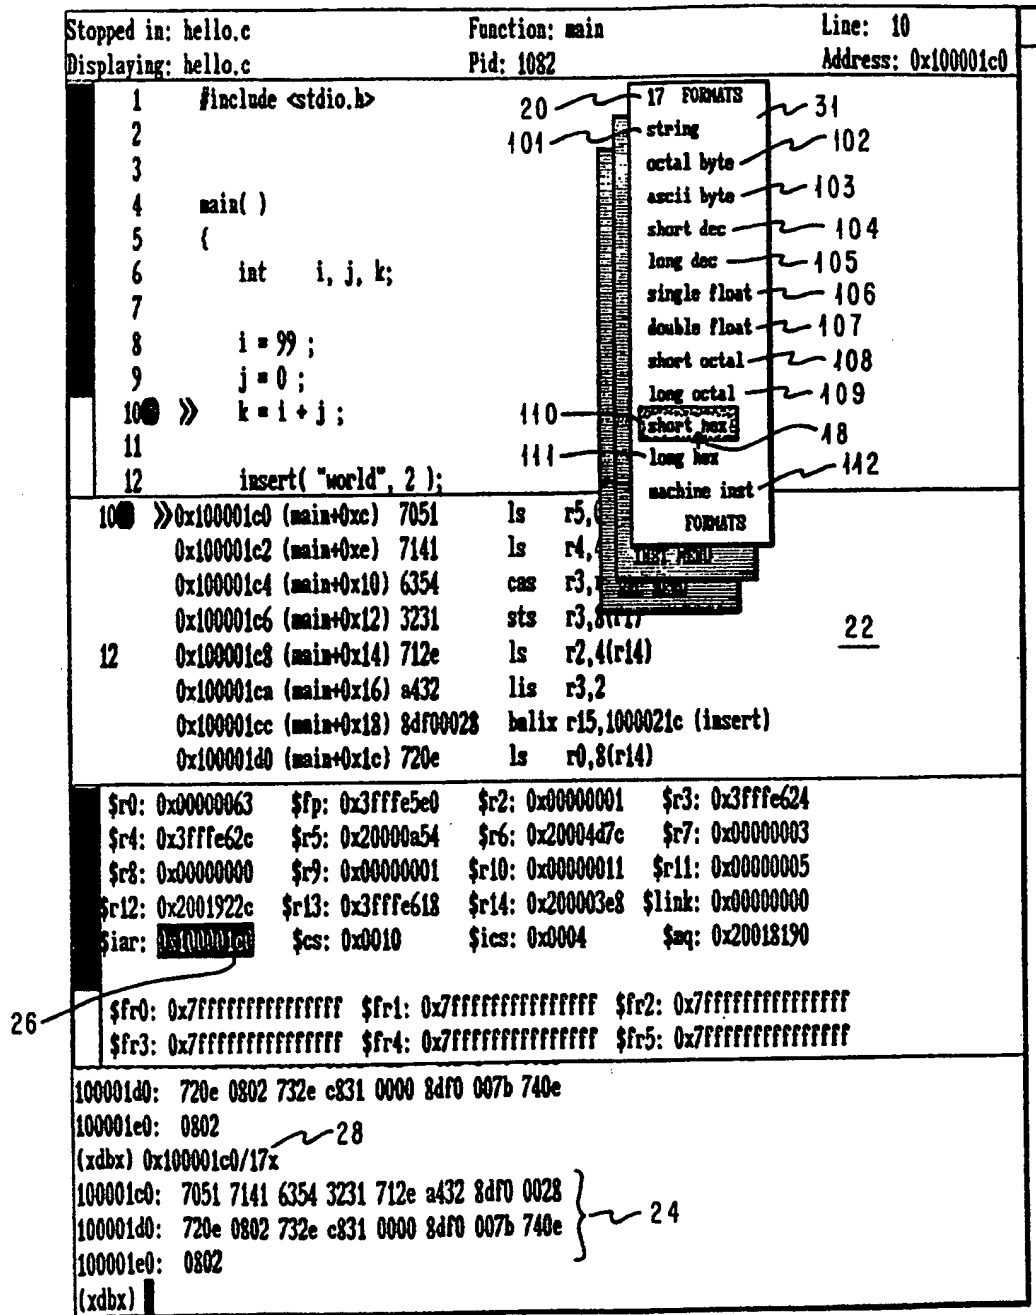 Stopped in: hello.c Function: main Line: 10
Displaying: hello.c Pid: 1082 Address: 0x100001c0
1 #include <stdio.h>
2
3
4 main( )
5 {
6 int i, j, k;
7
8 i = 99 ;
9 j = 0 ;
10 » k = i + j ;
11
12 insert( "world", 2 );
20 17 FORMATS 31
101 string
octal byte 102
ascii byte 103
short dec 104
long dec 105
single float 106
double float 107
short octal 108
long octal 109
110 short hex 18
111 long hex
machine inst 112
FORMATS
INST MENU
MENU
10 »0x100001c0 (main+0xc) 7051 ls r5,
0x100001c2 (main+0xe) 7141 ls r4,
0x100001c4 (main+0x10) 6354 cas r3,
0x100001c6 (main+0x12) 3231 sts r3,8(r1)
22
12 0x100001c8 (main+0x14) 712e ls r2,4(r14)
0x100001ca (main+0x16) a432 lis r3,2
0x100001cc (main+0x18) 8df00028 balix r15,1000021c (insert)
0x100001d0 (main+0x1c) 720e ls r0,8(r14)
$r0: 0x00000063 $fp: 0x3fffe5e0 $r2: 0x00000001 $r3: 0x3fffe624
$r4: 0x3fffe62c $r5: 0x20000a54 $r6: 0x20004d7c $r7: 0x00000003
$r8: 0x00000000 $r9: 0x00000001 $r10: 0x00000011 $r11: 0x00000005
$r12: 0x2001922c $r13: 0x3fffe618 $r14: 0x200003e8 $link: 0x00000000
$iar: 0x100001c0 $cs: 0x0010 $ics: 0x0004 $mq: 0x20018190
26
$fr0: 0x7fffffffffffffff $fr1: 0x7fffffffffffffff $fr2: 0x7fffffffffffffff
$fr3: 0x7fffffffffffffff $fr4: 0x7fffffffffffffff $fr5: 0x7fffffffffffffff
100001d0: 720e 0802 732e c831 0000 8df0 007b 740e
100001e0: 0802
28
(xdbx) 0x100001c0/17x
100001c0: 7051 7141 6354 3231 712e a432 8df0 0028
100001d0: 720e 0802 732e c831 0000 8df0 007b 740e
24
100001e0: 0802
(xdbx)